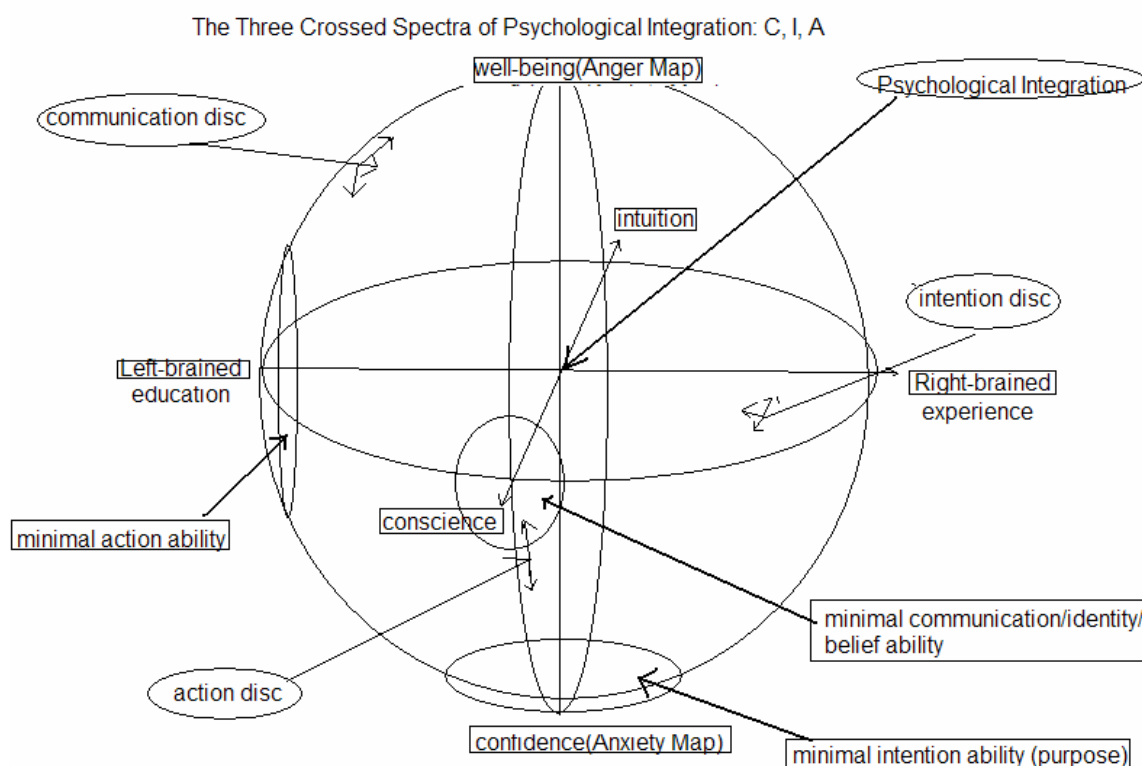 The Three Crossed Spectra of Psychological Integration: C, I, A
well-being(Anger Map)
Psychological Integration
communication disc
intuition
intention disc
Left-brained
education
Right-brained
experience
conscience
minimal action ability
minimal communication/identity/
belief ability
action disc
confidence(Anxiety Map)
minimal intention ability (purpose)